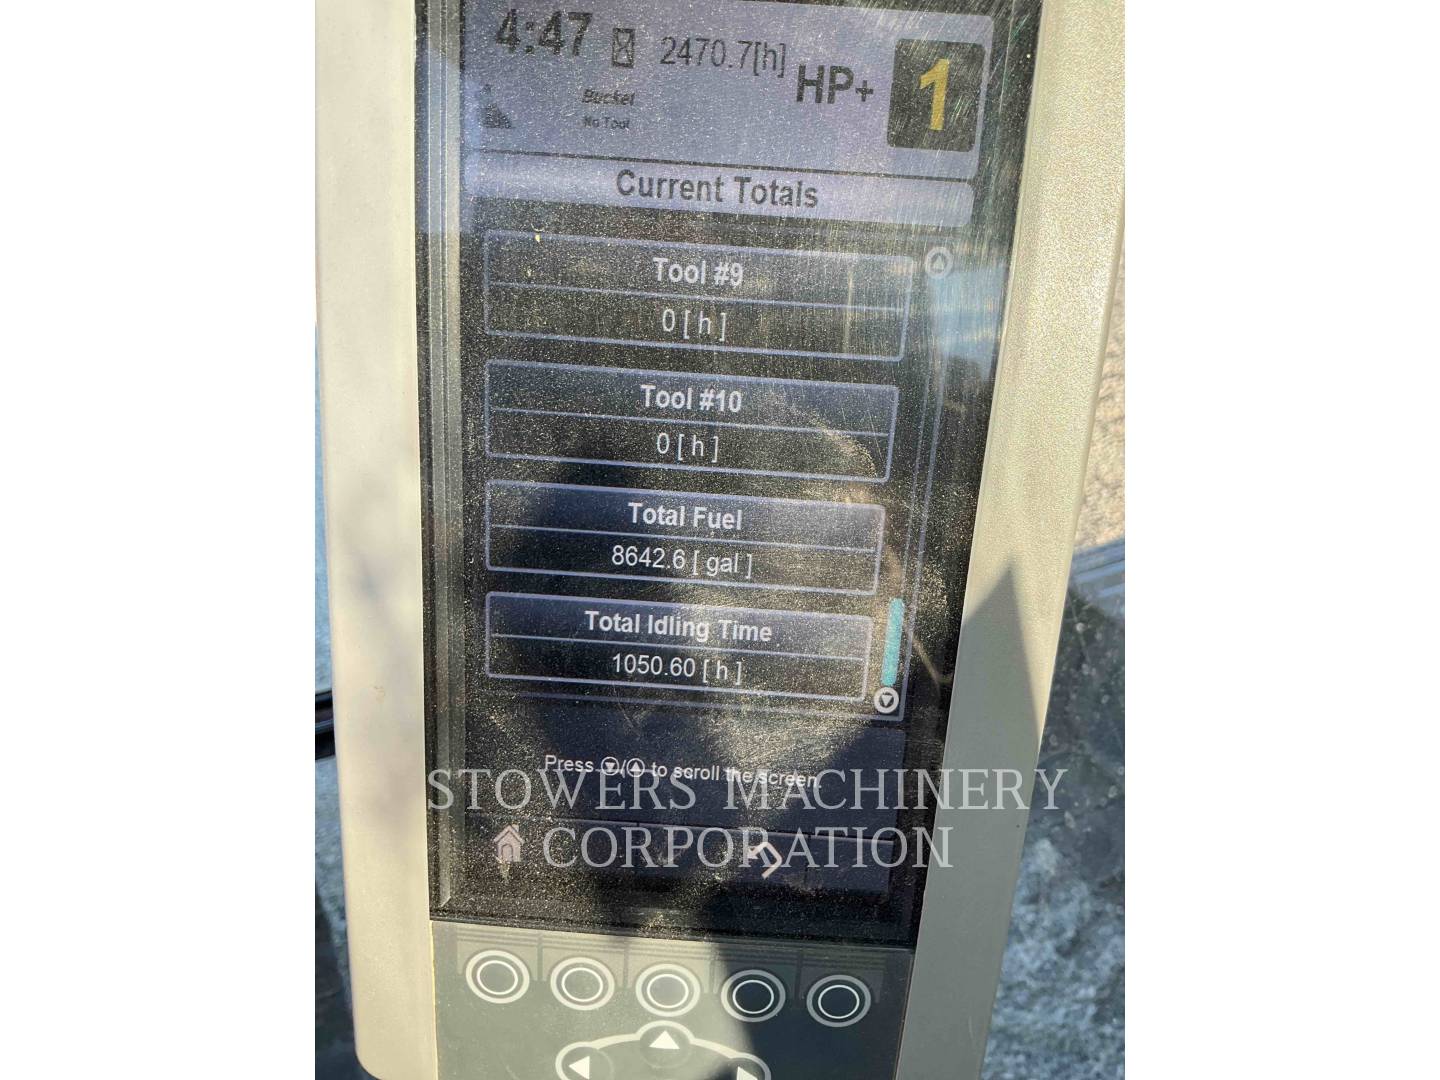 4:47 2470.7[h] HP+ 1
Bucket
No Tool
Current Totals
Tool #9
0 [ h ]
Tool #10
0 [ h ]
Total Fuel
8642.6 [ gal ]
Total Idling Time
1050.60 [ h ]
Press ▼/▲ to scroll the screen.
STOWERS MACHINERY
CORPORATION